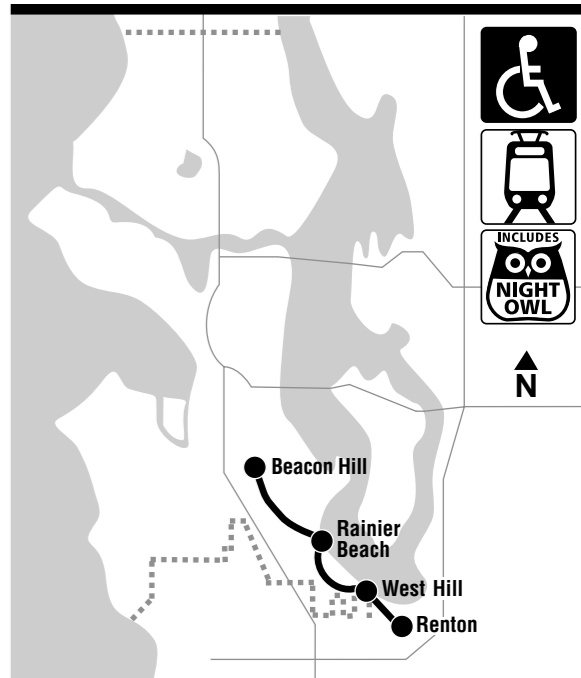 INCLUDES
NIGHT
OWL
N
Beacon Hill
Rainier
Beach
West Hill
Renton